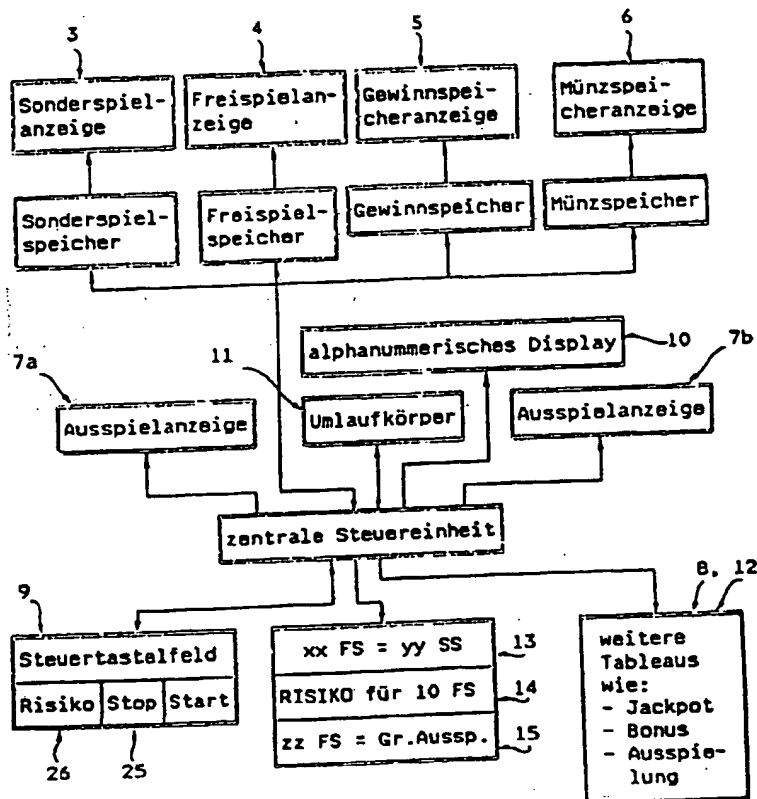 3
4
5
6
Sonderspiel-
anzeige
Freispielan-
zeige
Gewinnspei-
cheranzeige
Münzspei-
cheranzeige
Sonderspiel-
speicher
Freispiel-
speicher
Gewinnspeicher
Münzspeicher
7a
11
alphanummerisches Display
10
7b
Ausspielanzeige
Umlaufkörper
Ausspielanzeige
zentrale Steuereinheit
9
8, 12
Steuertastelfeld
Risiko Stop Start
26
25
xx FS = yy SS
13
RISIKO für 10 FS
14
zz FS = Gr.Aussp.
15
weitere
Tableaus
wie:
- Jackpot
- Bonus
- Ausspie-
lung